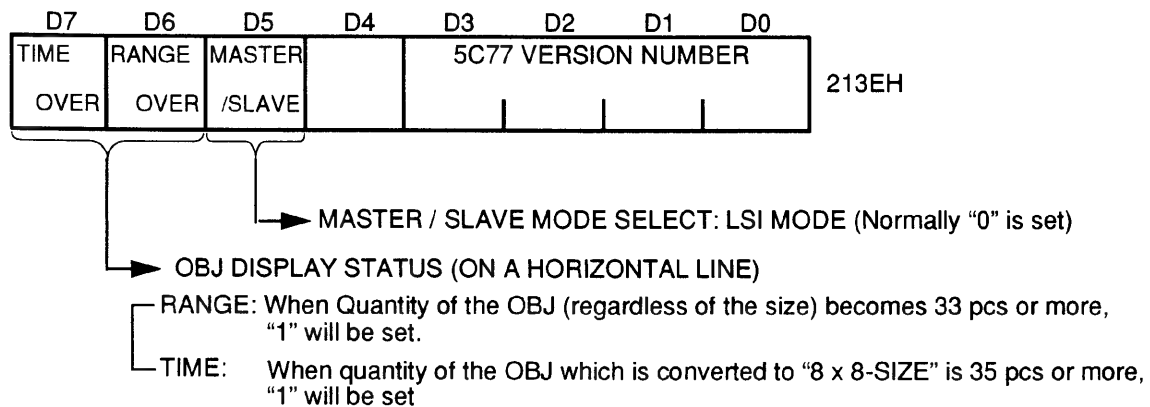 D7 D6 D5 D4 D3 D2 D1 D0
TIME OVER RANGE OVER MASTER /SLAVE 5C77 VERSION NUMBER 213EH
MASTER / SLAVE MODE SELECT: LSI MODE (Normally “0” is set)
OBJ DISPLAY STATUS (ON A HORIZONTAL LINE)
RANGE: When Quantity of the OBJ (regardless of the size) becomes 33 pcs or more,
“1” will be set.
TIME: When quantity of the OBJ which is converted to “8 x 8-SIZE” is 35 pcs or more,
“1” will be set